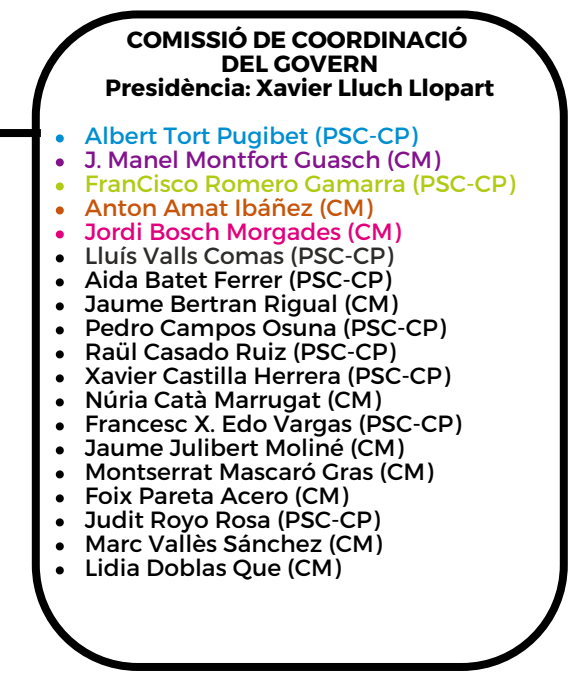 COMISSIÓ DE COORDINACIÓ
DEL GOVERN
Presidència: Xavier Lluch Llopart
• Albert Tort Pugibet (PSC-CP)
• J. Manel Montfort Guasch (CM)
• FranCisco Romero Gamarra (PSC-CP)
• Anton Amat Ibáñez (CM)
• Jordi Bosch Morgades (CM)
• Lluís Valls Comas (PSC-CP)
• Aida Batet Ferrer (PSC-CP)
• Jaume Bertran Rigual (CM)
• Pedro Campos Osuna (PSC-CP)
• Raül Casado Ruiz (PSC-CP)
• Xavier Castilla Herrera (PSC-CP)
• Núria Catà Marrugat (CM)
• Francesc X. Edo Vargas (PSC-CP)
• Jaume Julibert Moliné (CM)
• Montserrat Mascaró Gras (CM)
• Foix Pareta Acero (CM)
• Judit Royo Rosa (PSC-CP)
• Marc Vallès Sánchez (CM)
• Lidia Doblas Que (CM)